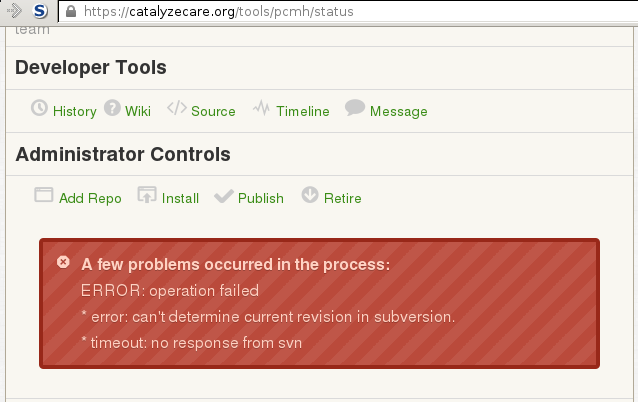 https://catalyzecare.org/tools/pcmh/status
team
Developer Tools
History Wiki Source Timeline Message
Administrator Controls
Add Repo Install Publish Retire
A few problems occurred in the process:
ERROR: operation failed
* error: can't determine current revision in subversion.
* timeout: no response from svn